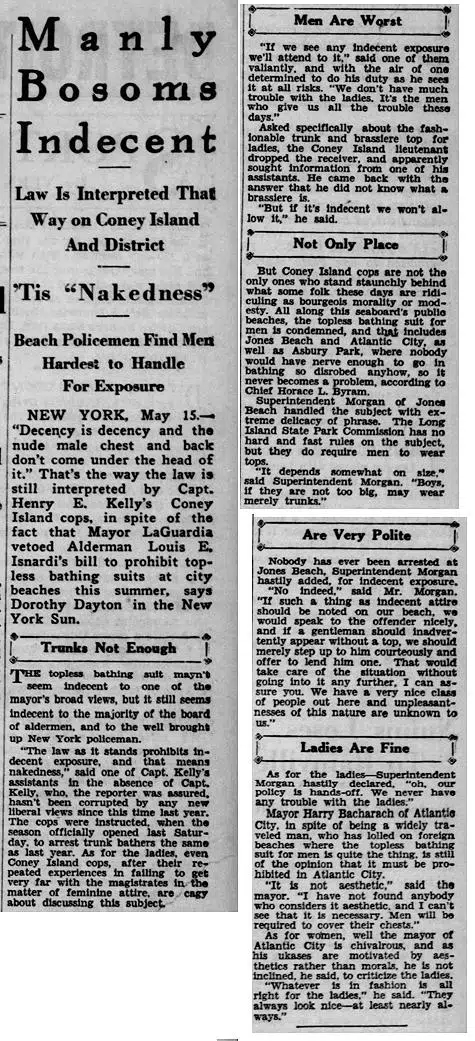 Manly
Bosoms
Indecent
Law Is Interpreted That
Way on Coney Island
And District
'Tis "Nakedness"
Beach Policemen Find Men
Hardest to Handle
For Exposure
NEW YORK, May 15.—
"Decency is decency and the
nude male chest and back
don't come under the head of
it." That's the way the law is
still interpreted by Capt.
Henry E. Kelly's Coney
Island cops, in spite of the
fact that Mayor LaGuardia
vetoed Alderman Louis E.
Isnardi's bill to prohibit top-
less bathing suits at city
beaches this summer, says
Dorothy Dayton in the New
York Sun.
Trunks Not Enough
THE topless bathing suit mayn't
seem indecent to one of the
mayor's broad views, but it still seems
indecent to the majority of the board
of aldermen, and to the well brought
up New York policeman.
"The law as it stands prohibits in-
decent exposure, and that means
nakedness," said one of Capt. Kelly's
assistants in the absence of Capt.
Kelly, who, the reporter was assured,
hasn't been corrupted by any new
liberal views since this time last year.
The cops were instructed, when the
season officially opened last Satur-
day, to arrest trunk bathers the same
as last year. As for the ladies, even
Coney Island cops, after their re-
peated experiences in failing to get
very far with the magistrates in the
matter of feminine attire, are cagy
about discussing this subject.
Men Are Worst
"If we see any indecent exposure
we'll attend to it," said one of them
valiantly, and with the air of one
determined to do his duty as he sees
it at all risks. "We don't have much
trouble with the ladies. It's the men
who give us all the trouble these
days."
Asked specifically about the fash-
ionable trunk and brassiere top for
ladies, the Coney Island lieutenant
dropped the receiver, and apparently
sought information from one of his
assistants. He came back with the
answer that he did not know what a
brassiere is.
"But if it's indecent we won't al-
low it," he said.
Not Only Place
But Coney Island cops are not the
only ones who stand staunchly behind
what some folk these days are ridi-
culing as bourgeois morality or mod-
esty. All along this seaboard's public
beaches, the topless bathing suit for
men is condemned, and that includes
Jones Beach and Atlantic City, as
well as Asbury Park, where nobody
would have nerve enough to go in
bathing so disrobed anyhow, so it
never becomes a problem, according to
Chief Horace L. Byram.
Superintendent Morgan of Jones
Beach handled the subject with ex-
treme delicacy of phrase. The Long
Island State Park Commission has no
hard and fast rules on the subject,
but they do require men to wear
tops.
"It depends somewhat on size,"
said Superintendent Morgan. "Boys,
if they are not too big, may wear
merely trunks."
Are Very Polite
Nobody has ever been arrested at
Jones Beach, Superintendent Morgan
hastily added, for indecent exposure.
"No indeed," said Mr. Morgan.
"If such a thing as indecent attire
should be noted on our beach, we
would speak to the offender nicely,
and if a gentleman should inadver-
tently appear without a top, we should
merely step up to him courteously and
offer to lend him one. That would
take care of the situation without
going into it any further, I can as-
sure you. We have a very nice class
of people out here and unpleasant-
nesses of this nature are unknown to
us."
Ladies Are Fine
As for the ladies—Superintendent
Morgan hastily declared, "oh, our
policy is hands-off. We never have
any trouble with the ladies."
Mayor Harry Bacharach of Atlantic
City, in spite of being a widely tra-
veled man, who has lolled on foreign
beaches where the topless bathing
suit for men is quite the thing, is still
of the opinion that it must be pro-
hibited in Atlantic City.
"It is not aesthetic," said the
mayor. "I have not found anybody
who considers it aesthetic, and I can't
see that it is necessary. Men will be
required to cover their chests."
As for women, well the mayor of
Atlantic City is chivalrous, and as
his ukases are motivated by aes-
thetics rather than morals, he is not
inclined, he said, to criticize the ladies.
"Whatever is in fashion is all
right for the ladies," he said. "They
always look nice—at least nearly al-
ways."